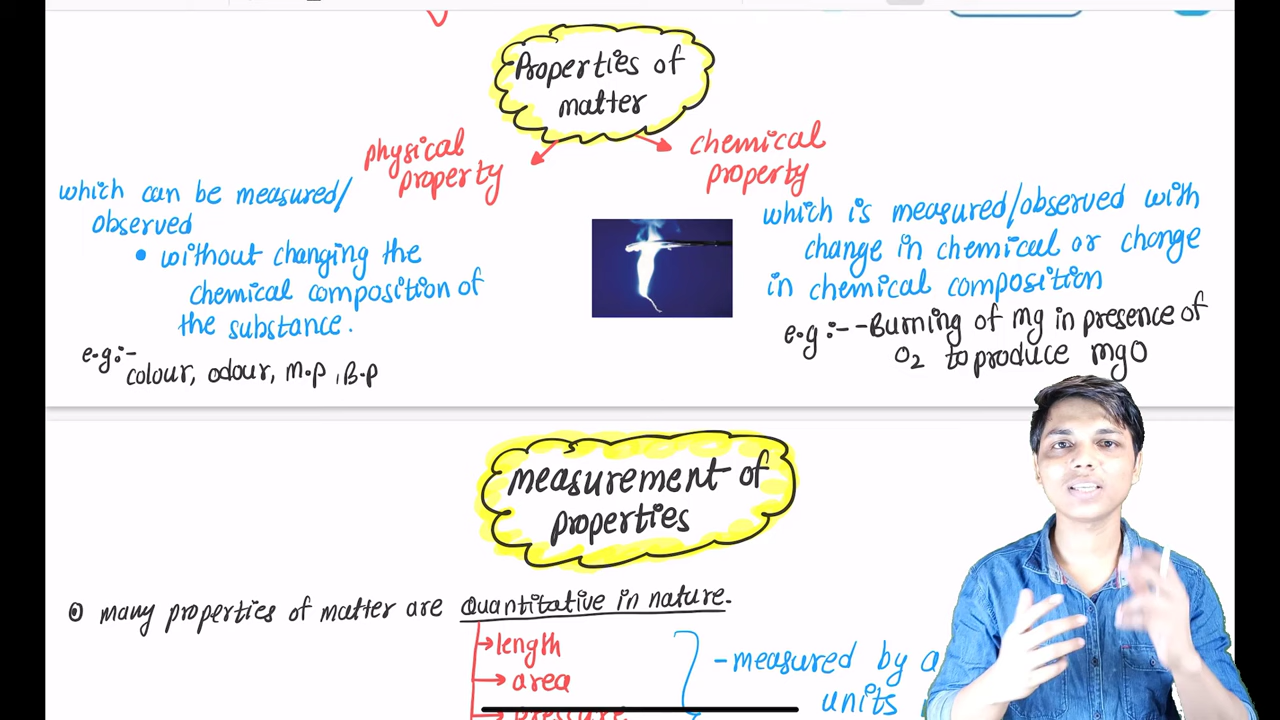 Properties of
matter
physical
property
chemical
property
which can be measured/
observed
• without changing the
chemical composition of
the substance.
e.g:-
colour, odour, M.p, B.p
which is measured/observed with
change in chemical or change
in chemical composition
e.g:- -Burning of mg in presence of
O2 to produce mgO
measurement of
properties
many properties of matter are Quantitative in nature.
length
area
pressure
-measured by a
units